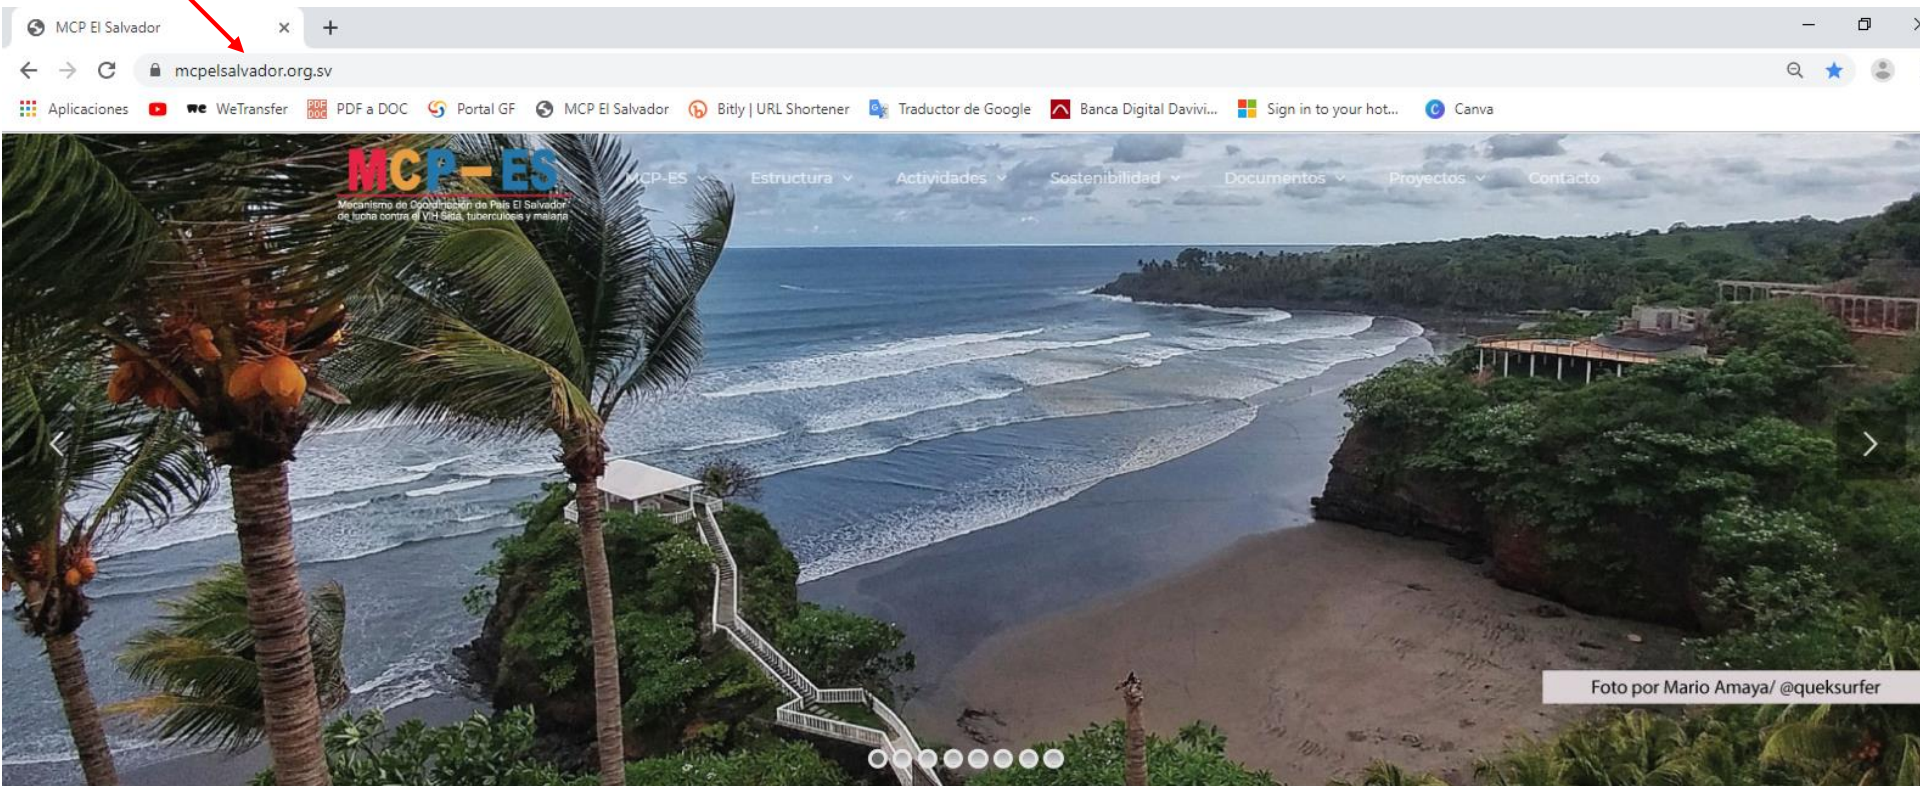 MCP El Salvador
mcpelsalvador.org.sv
Aplicaciones WeTransfer PDF a DOC Portal GF MCP El Salvador Bitly | URL Shortener Traductor de Google Banca Digital Davivi... Sign in to your hot... Canva
MCP-ES
Mecanismo de Coordinación de País El Salvador
de lucha contra el VIH Sida, tuberculosis y malaria
MCP-ES Estructura Actividades Sostenibilidad Documentos Proyectos Contacto
Foto por Mario Amaya/ @queksurfer